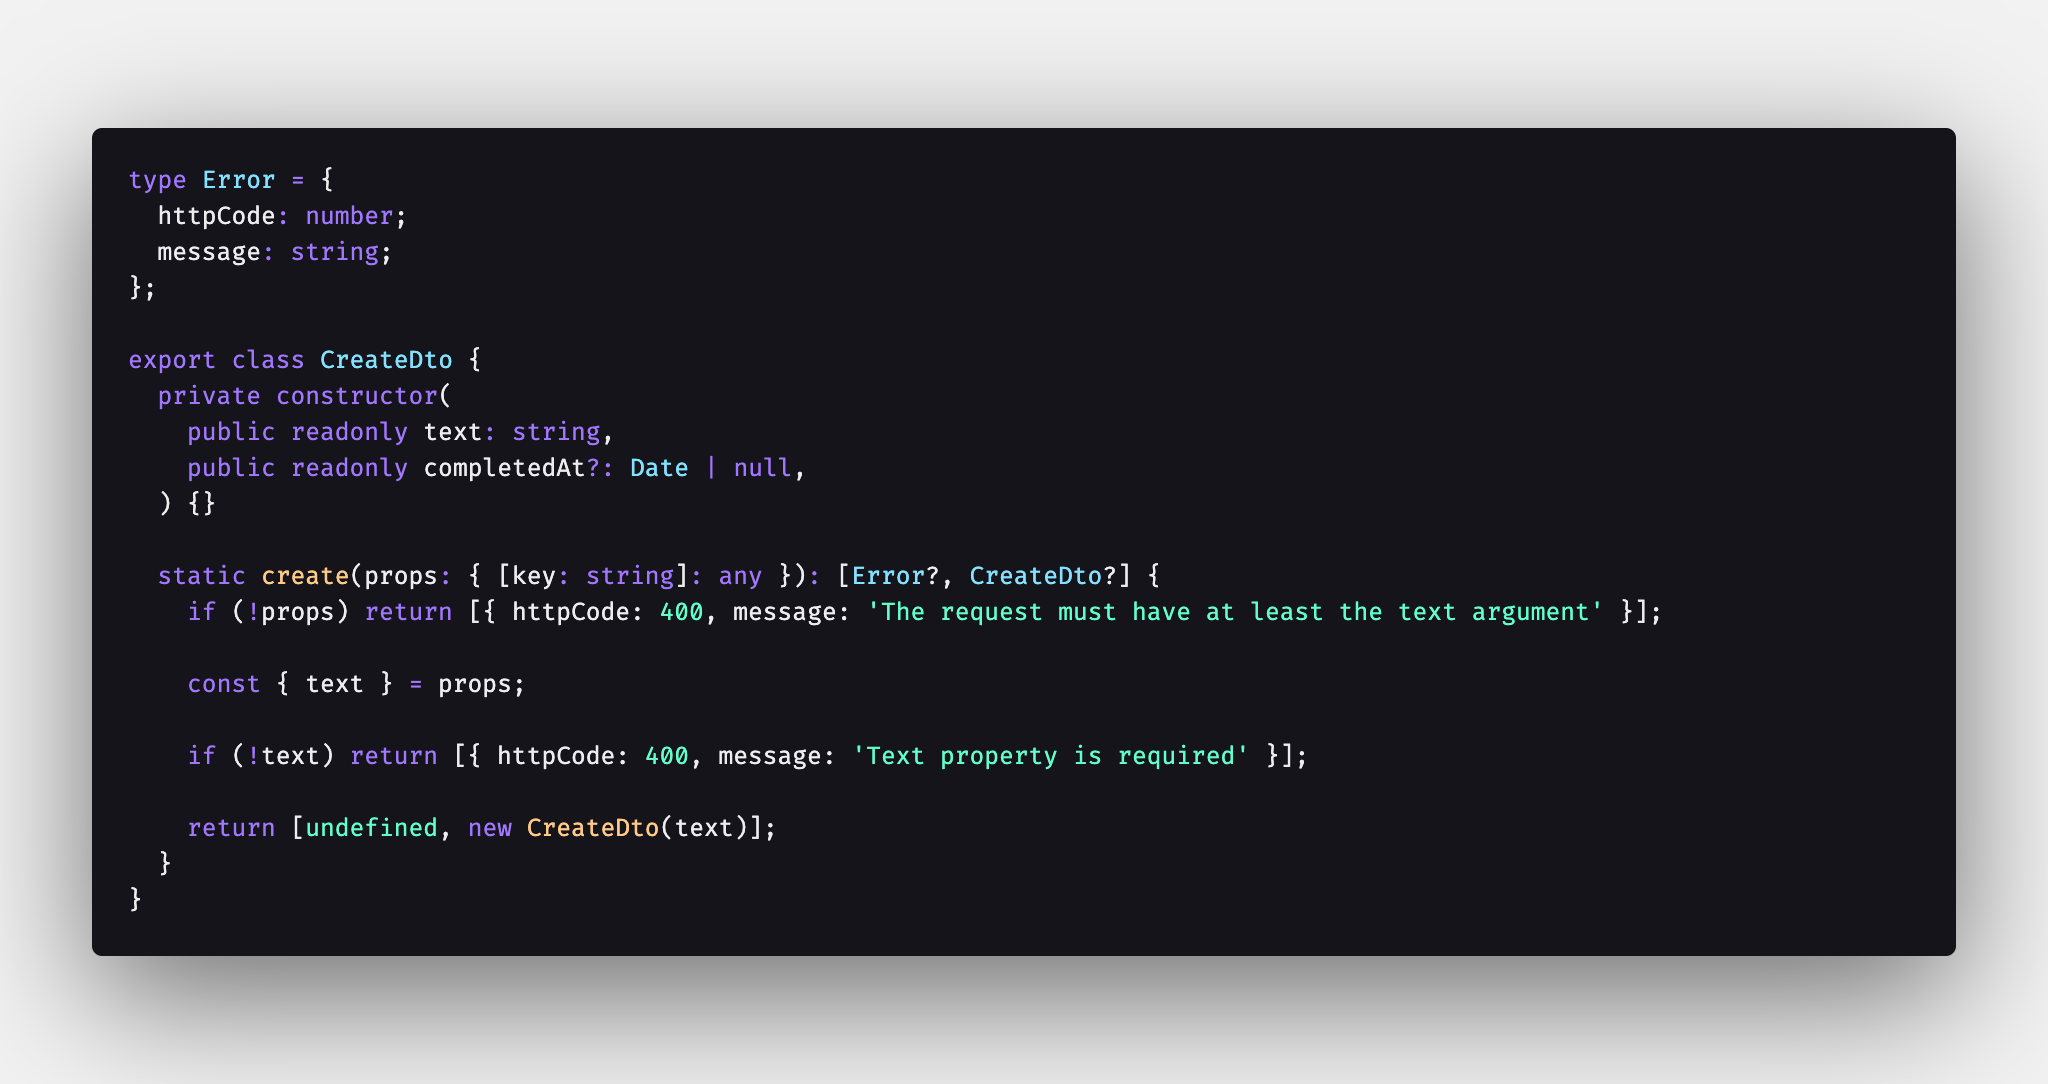 type Error = {
  httpCode: number;
  message: string;
};

export class CreateDto {
  private constructor(
    public readonly text: string,
    public readonly completedAt?: Date | null,
  ) {}

  static create(props: { [key: string]: any }): [Error?, CreateDto?] {
    if (!props) return [{ httpCode: 400, message: 'The request must have at least the text argument' }];

    const { text } = props;

    if (!text) return [{ httpCode: 400, message: 'Text property is required' }];

    return [undefined, new CreateDto(text)];
  }
}